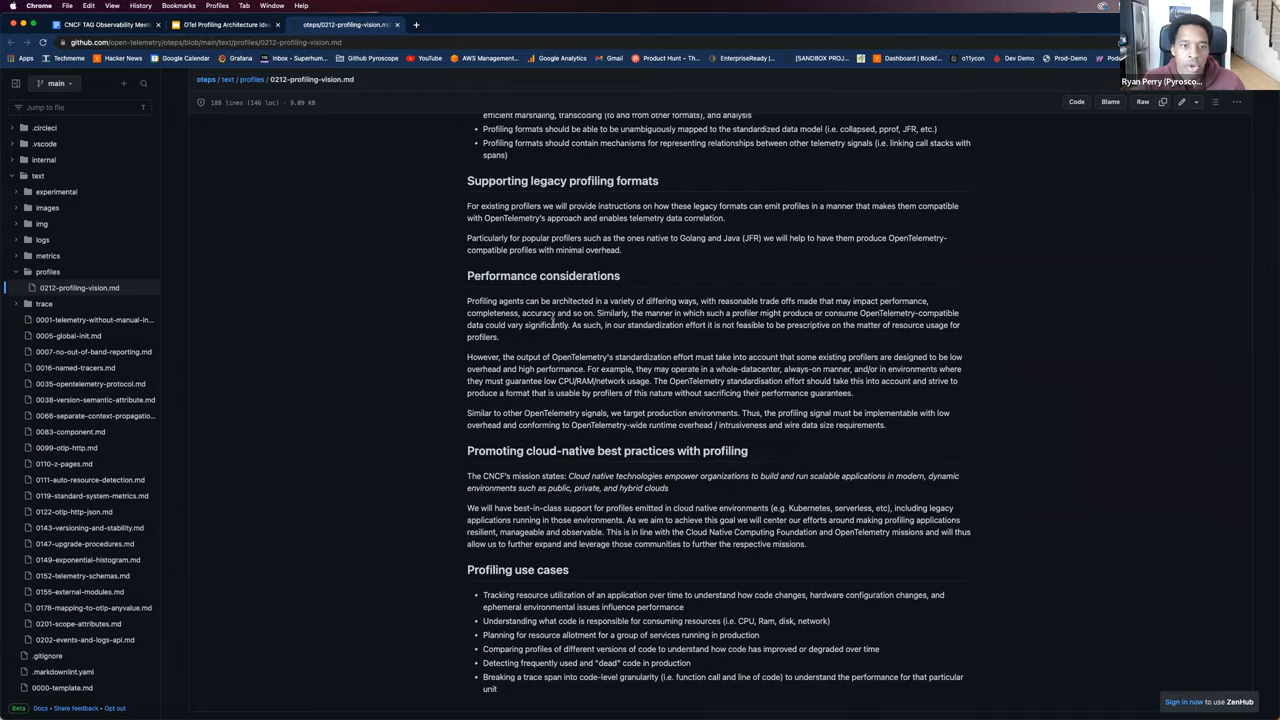 Chrome File Edit View History Bookmarks Profiles Tab Window Help
CNCF TAG Observability Meeti
OTel Profiling Architecture Idea
oteps/0212-profiling-vision.md
github.com/open-telemetry/oteps/blob/main/text/profiles/0212-profiling-vision.md
Apps Techmeme Hacker News Google Calendar Grafana Inbox • Superhum... Github Pyroscope YouTube AWS Management... Google Analytics Gmail Product Hunt – Th... EnterpriseReady |... [SANDBOX PROJ... Dashboard | Bookf... o11ycon Dev Demo Prod-Demo
Ryan Perry (Pyrosco...
main
oteps / text / profiles / 0212-profiling-vision.md
188 lines (146 loc) • 9.09 KB
Code Blame Raw
Jump to file T
.circleci
.vscode
internal
text
experimental
images
img
logs
metrics
profiles
0212-profiling-vision.md
trace
0001-telemetry-without-manual-in...
0005-global-init.md
0007-no-out-of-band-reporting.md
0016-named-tracers.md
0035-opentelemetry-protocol.md
0038-version-semantic-attribute.md
0066-separate-context-propagatio...
0083-component.md
0099-otlp-http.md
0110-z-pages.md
0111-auto-resource-detection.md
0119-standard-system-metrics.md
0122-otlp-http-json.md
0143-versioning-and-stability.md
0147-upgrade-procedures.md
0149-exponential-histogram.md
0152-telemetry-schemas.md
0155-external-modules.md
0178-mapping-to-otlp-anyvalue.md
0201-scope-attributes.md
0202-events-and-logs-api.md
.gitignore
.markdownlint.yaml
0000-template.md
Beta Docs • Share feedback • Opt out
efficient marshaling, transcoding (to and from other formats), and analysis
• Profiling formats should be able to be unambiguously mapped to the standardized data model (i.e. collapsed, pprof, JFR, etc.)
• Profiling formats should contain mechanisms for representing relationships between other telemetry signals (i.e. linking call stacks with
spans)
Supporting legacy profiling formats
For existing profilers we will provide instructions on how these legacy formats can emit profiles in a manner that makes them compatible
with OpenTelemetry's approach and enables telemetry data correlation.
Particularly for popular profilers such as the ones native to Golang and Java (JFR) we will help to have them produce OpenTelemetry-
compatible profiles with minimal overhead.
Performance considerations
Profiling agents can be architected in a variety of differing ways, with reasonable trade offs made that may impact performance,
completeness, accuracy and so on. Similarly, the manner in which such a profiler might produce or consume OpenTelemetry-compatible
data could vary significantly. As such, in our standardization effort it is not feasible to be prescriptive on the matter of resource usage for
profilers.
However, the output of OpenTelemetry's standardization effort must take into account that some existing profilers are designed to be low
overhead and high performance. For example, they may operate in a whole-datacenter, always-on manner, and/or in environments where
they must guarantee low CPU/RAM/network usage. The OpenTelemetry standardisation effort should take this into account and strive to
produce a format that is usable by profilers of this nature without sacrificing their performance guarantees.
Similar to other OpenTelemetry signals, we target production environments. Thus, the profiling signal must be implementable with low
overhead and conforming to OpenTelemetry-wide runtime overhead / intrusiveness and wire data size requirements.
Promoting cloud-native best practices with profiling
The CNCF's mission states: Cloud native technologies empower organizations to build and run scalable applications in modern, dynamic
environments such as public, private, and hybrid clouds
We will have best-in-class support for profiles emitted in cloud native environments (e.g. Kubernetes, serverless, etc), including legacy
applications running in those environments. As we aim to achieve this goal we will center our efforts around making profiling applications
resilient, manageable and observable. This is in line with the Cloud Native Computing Foundation and OpenTelemetry missions and will thus
allow us to further expand and leverage those communities to further the respective missions.
Profiling use cases
• Tracking resource utilization of an application over time to understand how code changes, hardware configuration changes, and
ephemeral environmental issues influence performance
• Understanding what code is responsible for consuming resources (i.e. CPU, Ram, disk, network)
• Planning for resource allotment for a group of services running in production
• Comparing profiles of different versions of code to understand how code has improved or degraded over time
• Detecting frequently used and "dead" code in production
• Breaking a trace span into code-level granularity (i.e. function call and line of code) to understand the performance for that particular
unit
Sign in now to use ZenHub